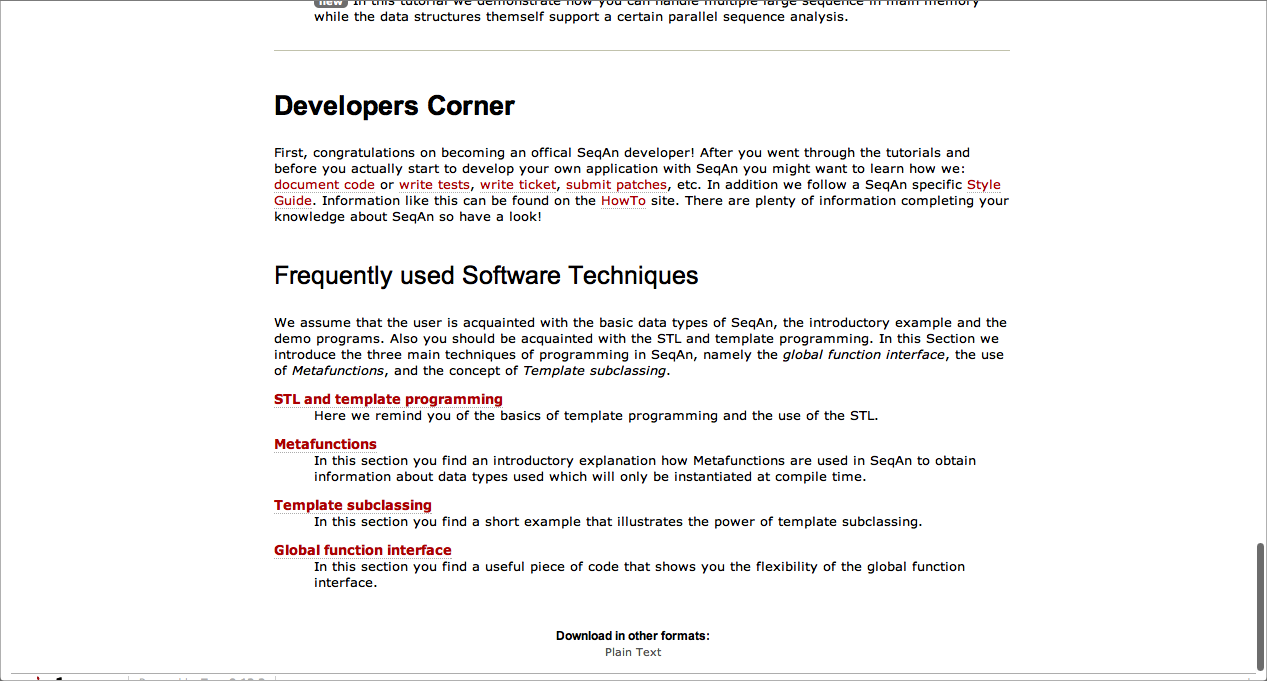 new In this tutorial we demonstrate how you can handle multiple large sequence in main memory
while the data structures themself support a certain parallel sequence analysis.
Developers Corner
First, congratulations on becoming an offical SeqAn developer! After you went through the tutorials and
before you actually start to develop your own application with SeqAn you might want to learn how we:
document code or write tests, write ticket, submit patches, etc. In addition we follow a SeqAn specific Style
Guide. Information like this can be found on the HowTo site. There are plenty of information completing your
knowledge about SeqAn so have a look!
Frequently used Software Techniques
We assume that the user is acquainted with the basic data types of SeqAn, the introductory example and the
demo programs. Also you should be acquainted with the STL and template programming. In this Section we
introduce the three main techniques of programming in SeqAn, namely the global function interface, the use
of Metafunctions, and the concept of Template subclassing.
STL and template programming
Here we remind you of the basics of template programming and the use of the STL.
Metafunctions
In this section you find an introductory explanation how Metafunctions are used in SeqAn to obtain
information about data types used which will only be instantiated at compile time.
Template subclassing
In this section you find a short example that illustrates the power of template subclassing.
Global function interface
In this section you find a useful piece of code that shows you the flexibility of the global function
interface.
Download in other formats:
Plain Text